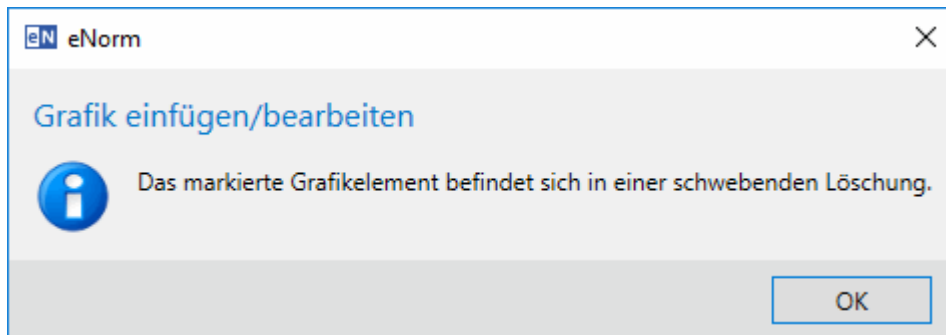 eN eNorm
Grafik einfügen/bearbeiten
Das markierte Grafikelement befindet sich in einer schwebenden Löschung.
OK